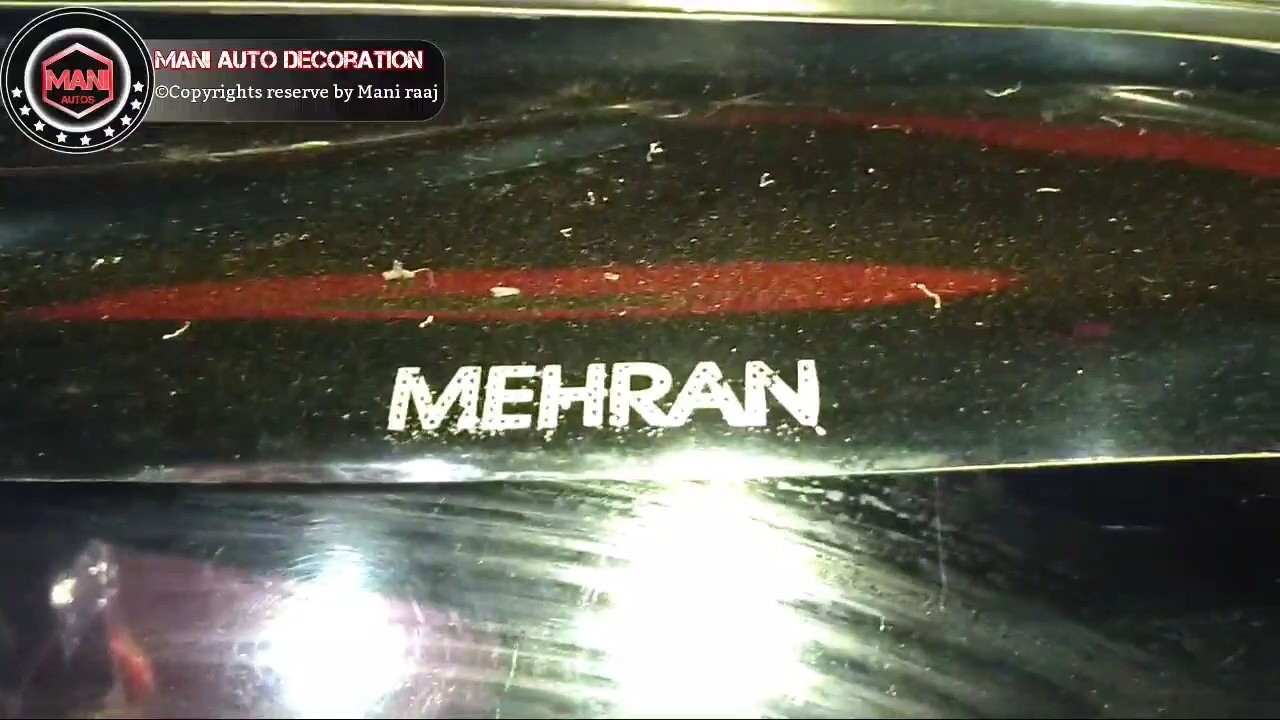 MANI AUTO DECORATION
©Copyrights reserve by Mani raaj
MANI
AUTOS
MEHRAN